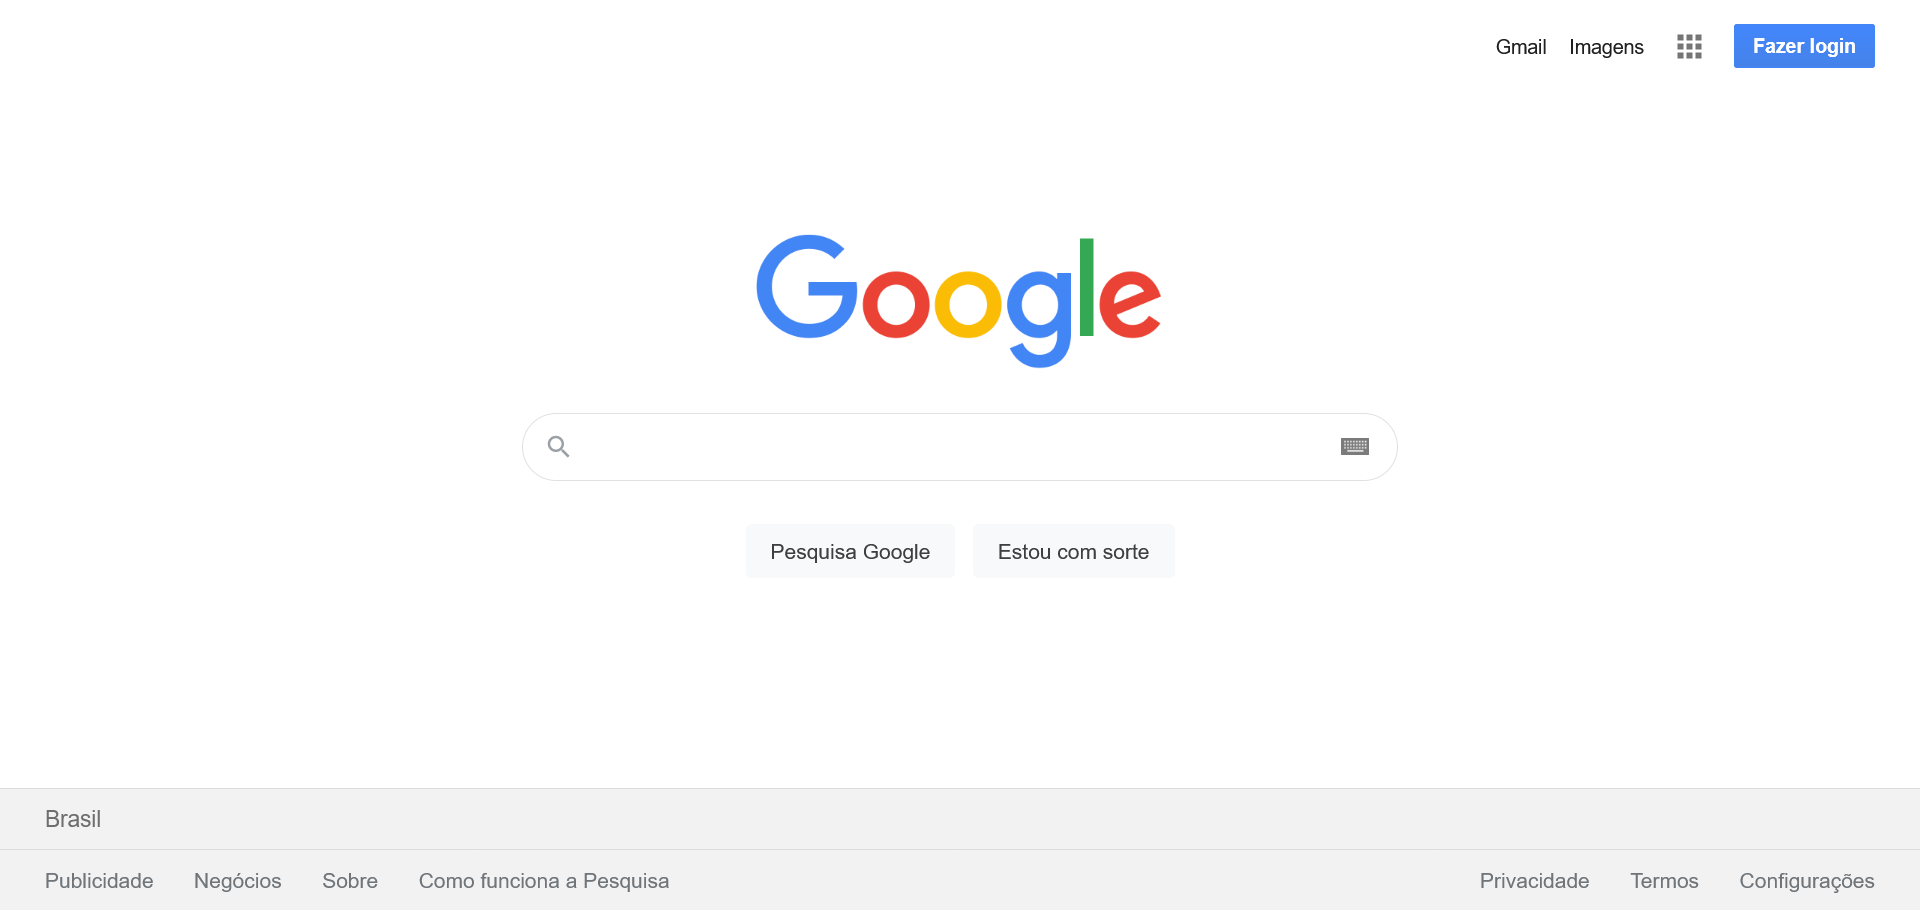 Gmail Imagens Fazer login
Google
Pesquisa Google Estou com sorte
Brasil
Publicidade Negócios Sobre Como funciona a Pesquisa Privacidade Termos Configurações